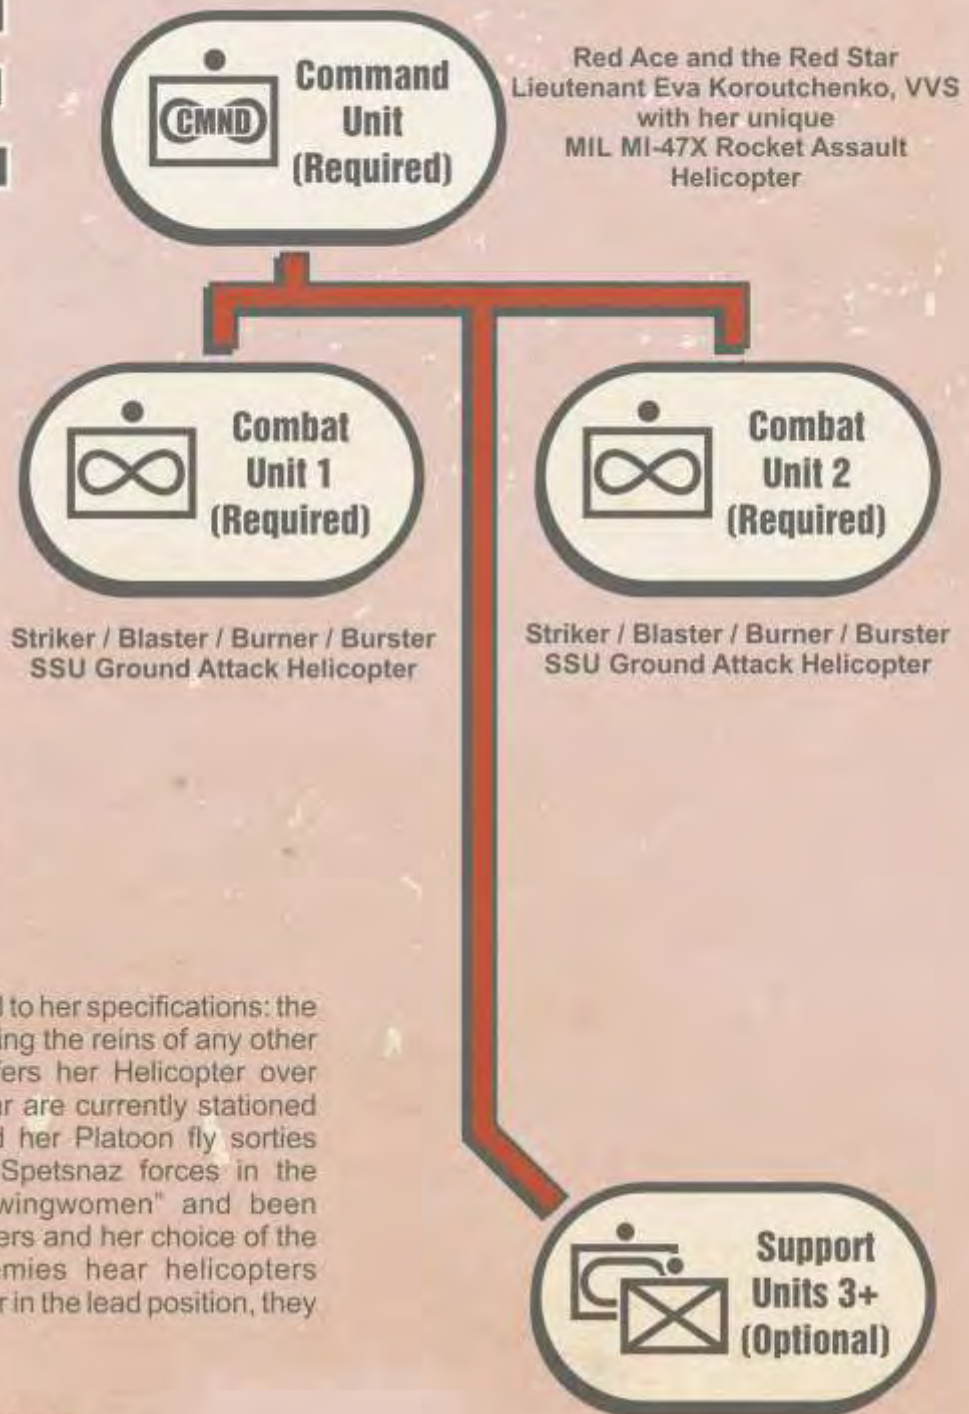 CMND
Command
Unit
(Required)
Red Ace and the Red Star
Lieutenant Eva Koroutchenko, VVS
with her unique
MIL MI-47X Rocket Assault
Helicopter
Combat
Unit 1
(Required)
Combat
Unit 2
(Required)
Striker / Blaster / Burner / Burster
SSU Ground Attack Helicopter
Striker / Blaster / Burner / Burster
SSU Ground Attack Helicopter
to her specifications: the
the reins of any other
her Helicopter over
are currently stationed
her Platoon fly sorties
Spetsnaz forces in the
wingwomen" and been
and her choice of the
hear helicopters
in the lead position, they
Support
Units 3+
(Optional)